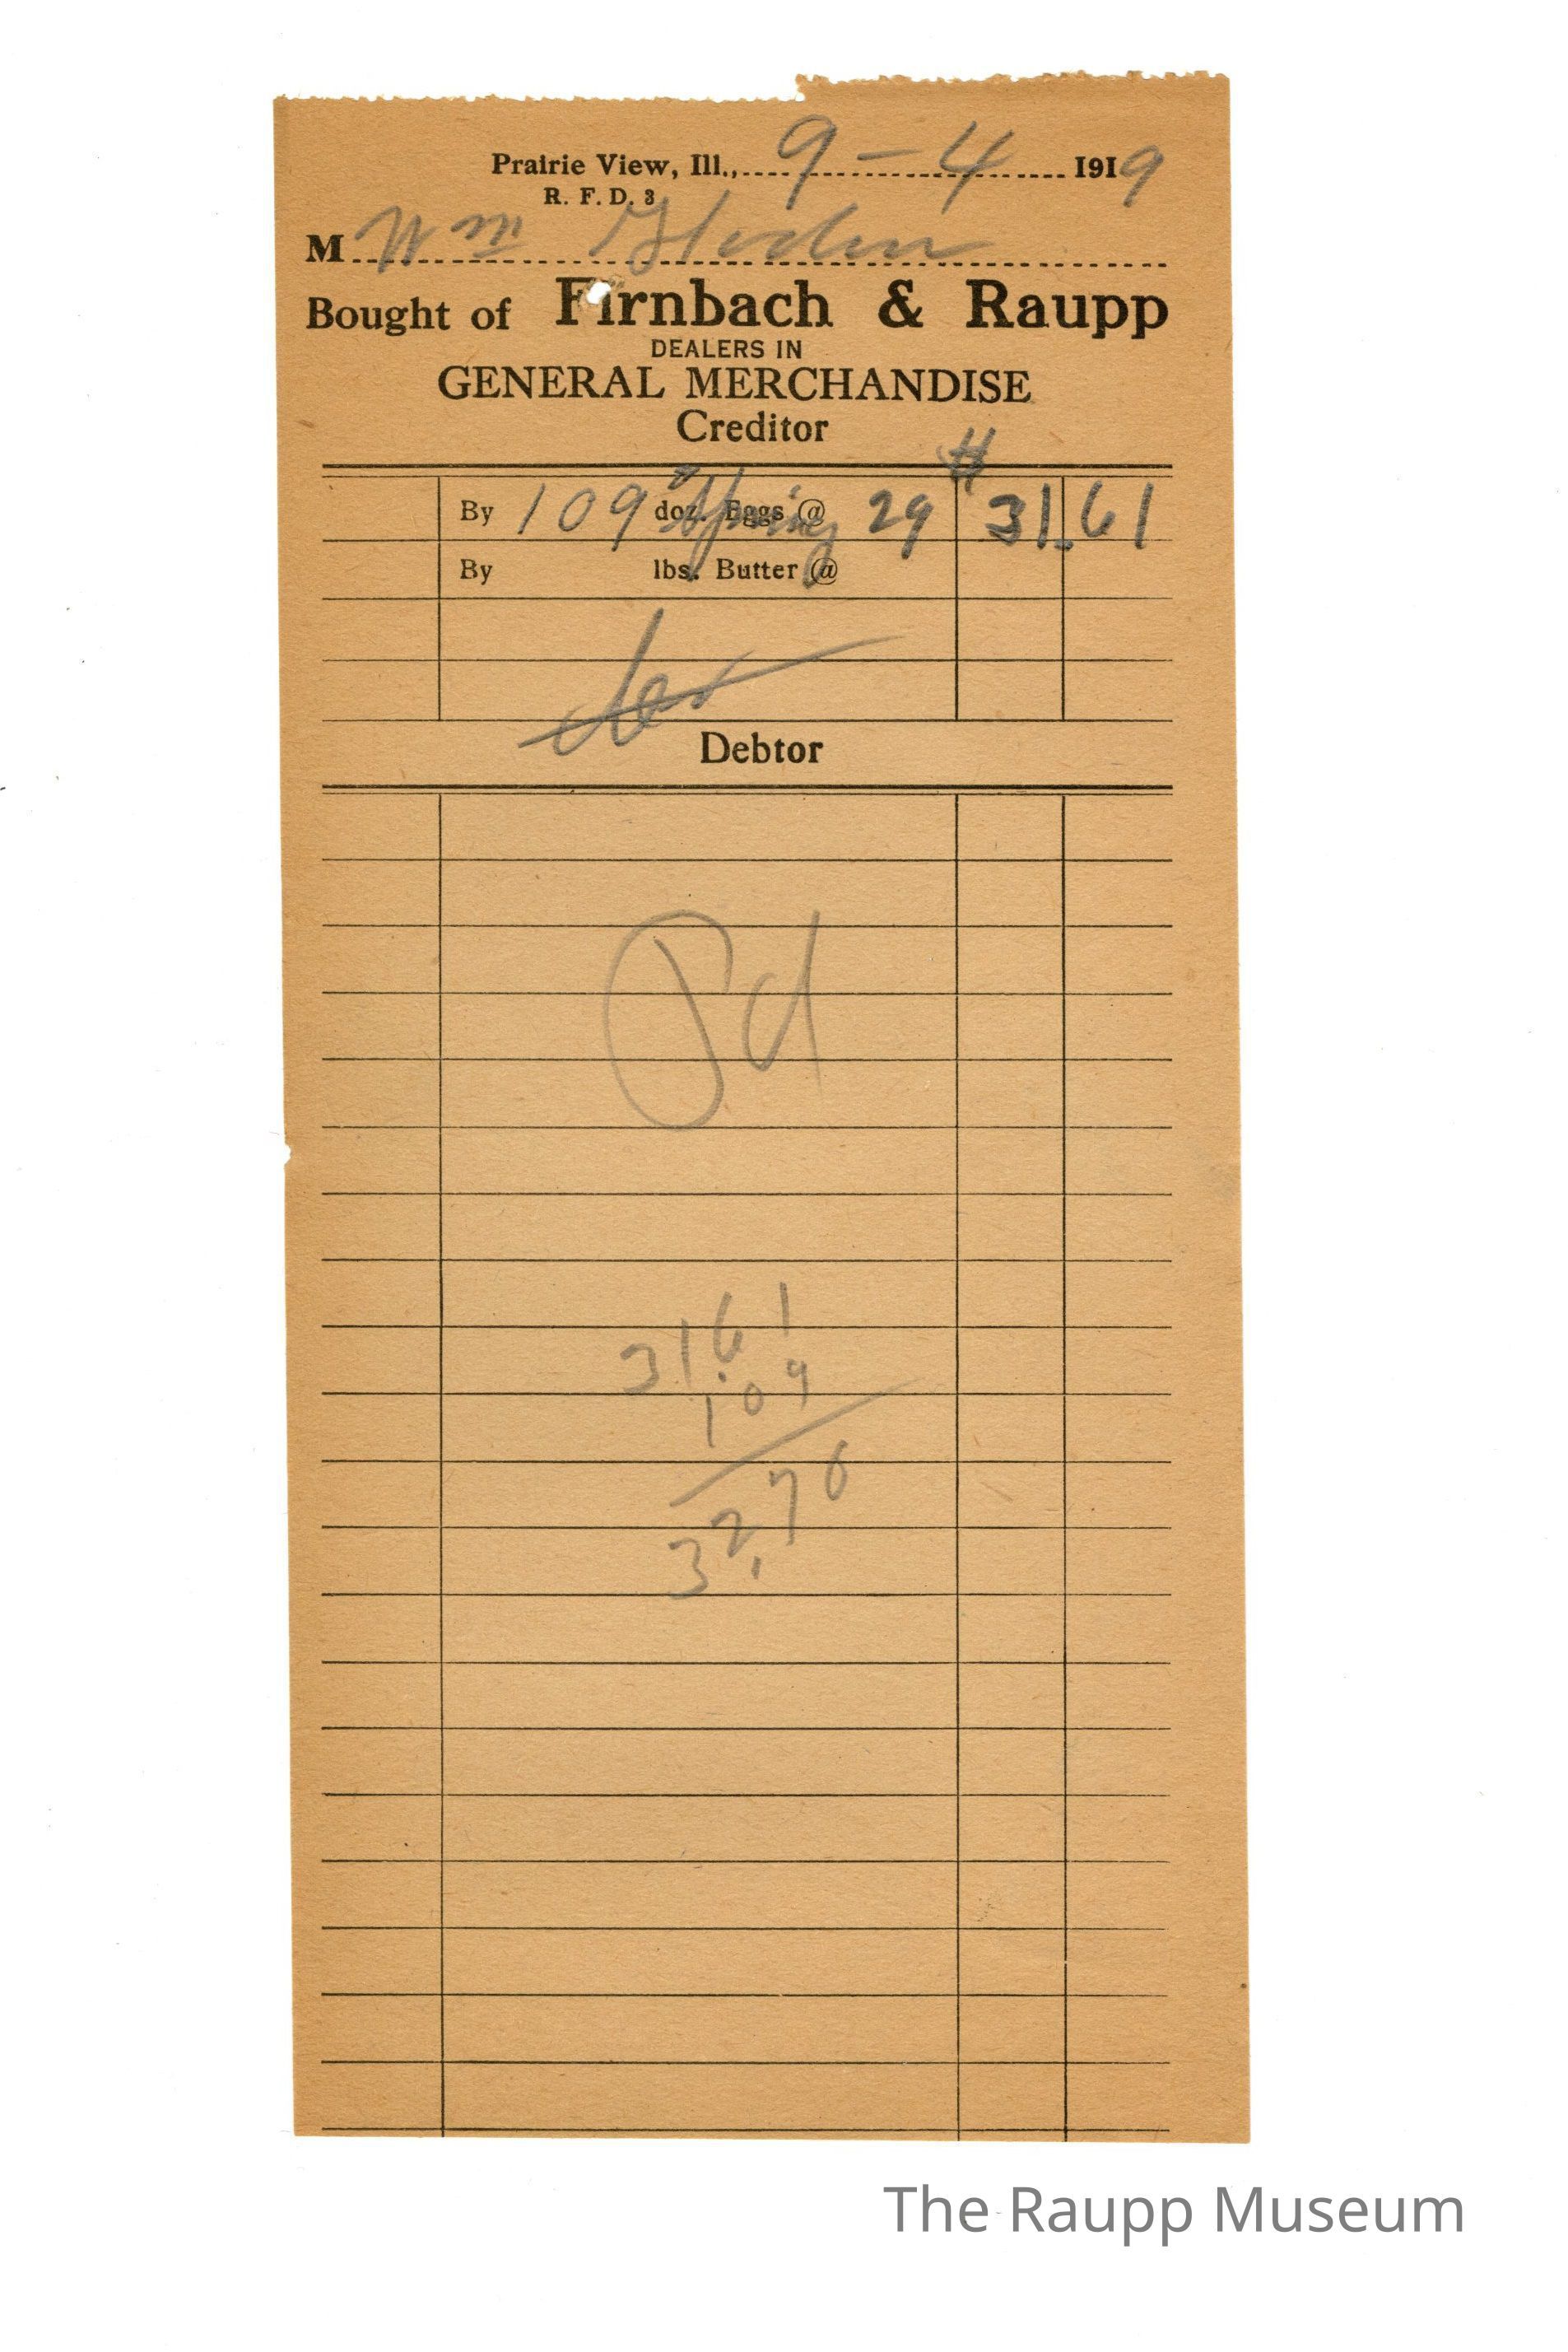 Prairie View, Ill., 9 - 4 1919
R. F. D. 3
M Wm
Bought of Firnbach & Raupp
DEALERS IN
GENERAL MERCHANDISE
Creditor
#
By 109 # doz. Eggs @ Spring 29 31.61
By lbs. Butter @
Debtor
Pd
31 61
1 09
32,70
The Raupp Museum